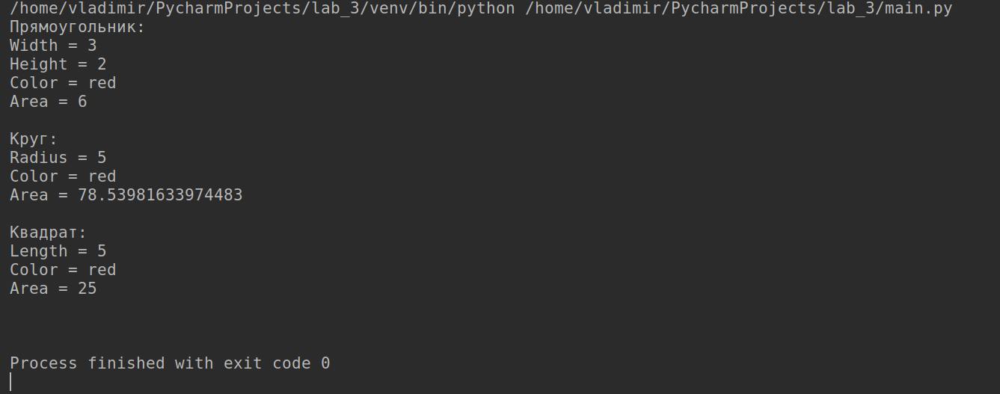 /home/vladimir/PycharmProjects/lab_3/venv/bin/python /home/vladimir/PycharmProjects/lab_3/main.py
Прямоугольник:
Width = 3
Height = 2
Color = red
Area = 6
Круг:
Radius = 5
Color = red
Area = 78.53981633974483
Квадрат:
Length = 5
Color = red
Area = 25
Process finished with exit code 0